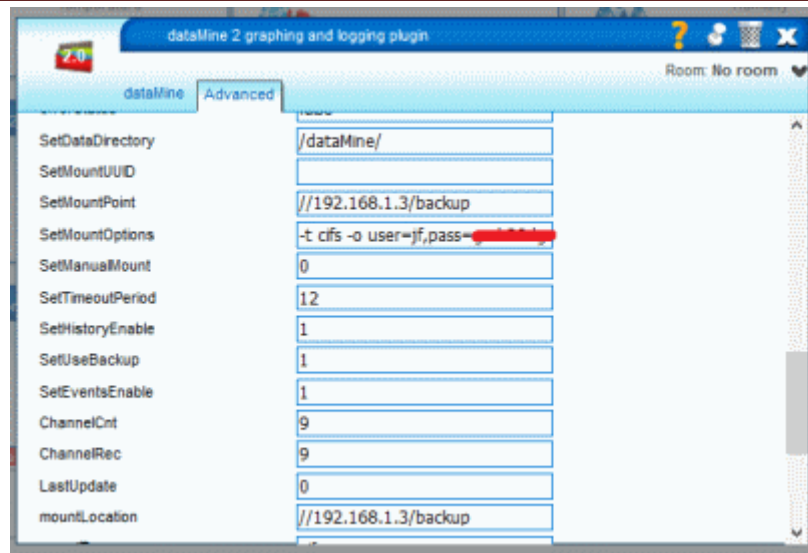 dataMine 2 graphing and logging plugin
2.0
Room: No room
dataMine Advanced
SetDataDirectory /dataMine/
SetMountUUID
SetMountPoint //192.168.1.3/backup
SetMountOptions -t cifs -o user=jf,pass=
SetManualMount 0
SetTimeoutPeriod 12
SetHistoryEnable 1
SetUseBackup 1
SetEventsEnable 1
ChannelCnt 9
ChannelRec 9
LastUpdate 0
mountLocation //192.168.1.3/backup